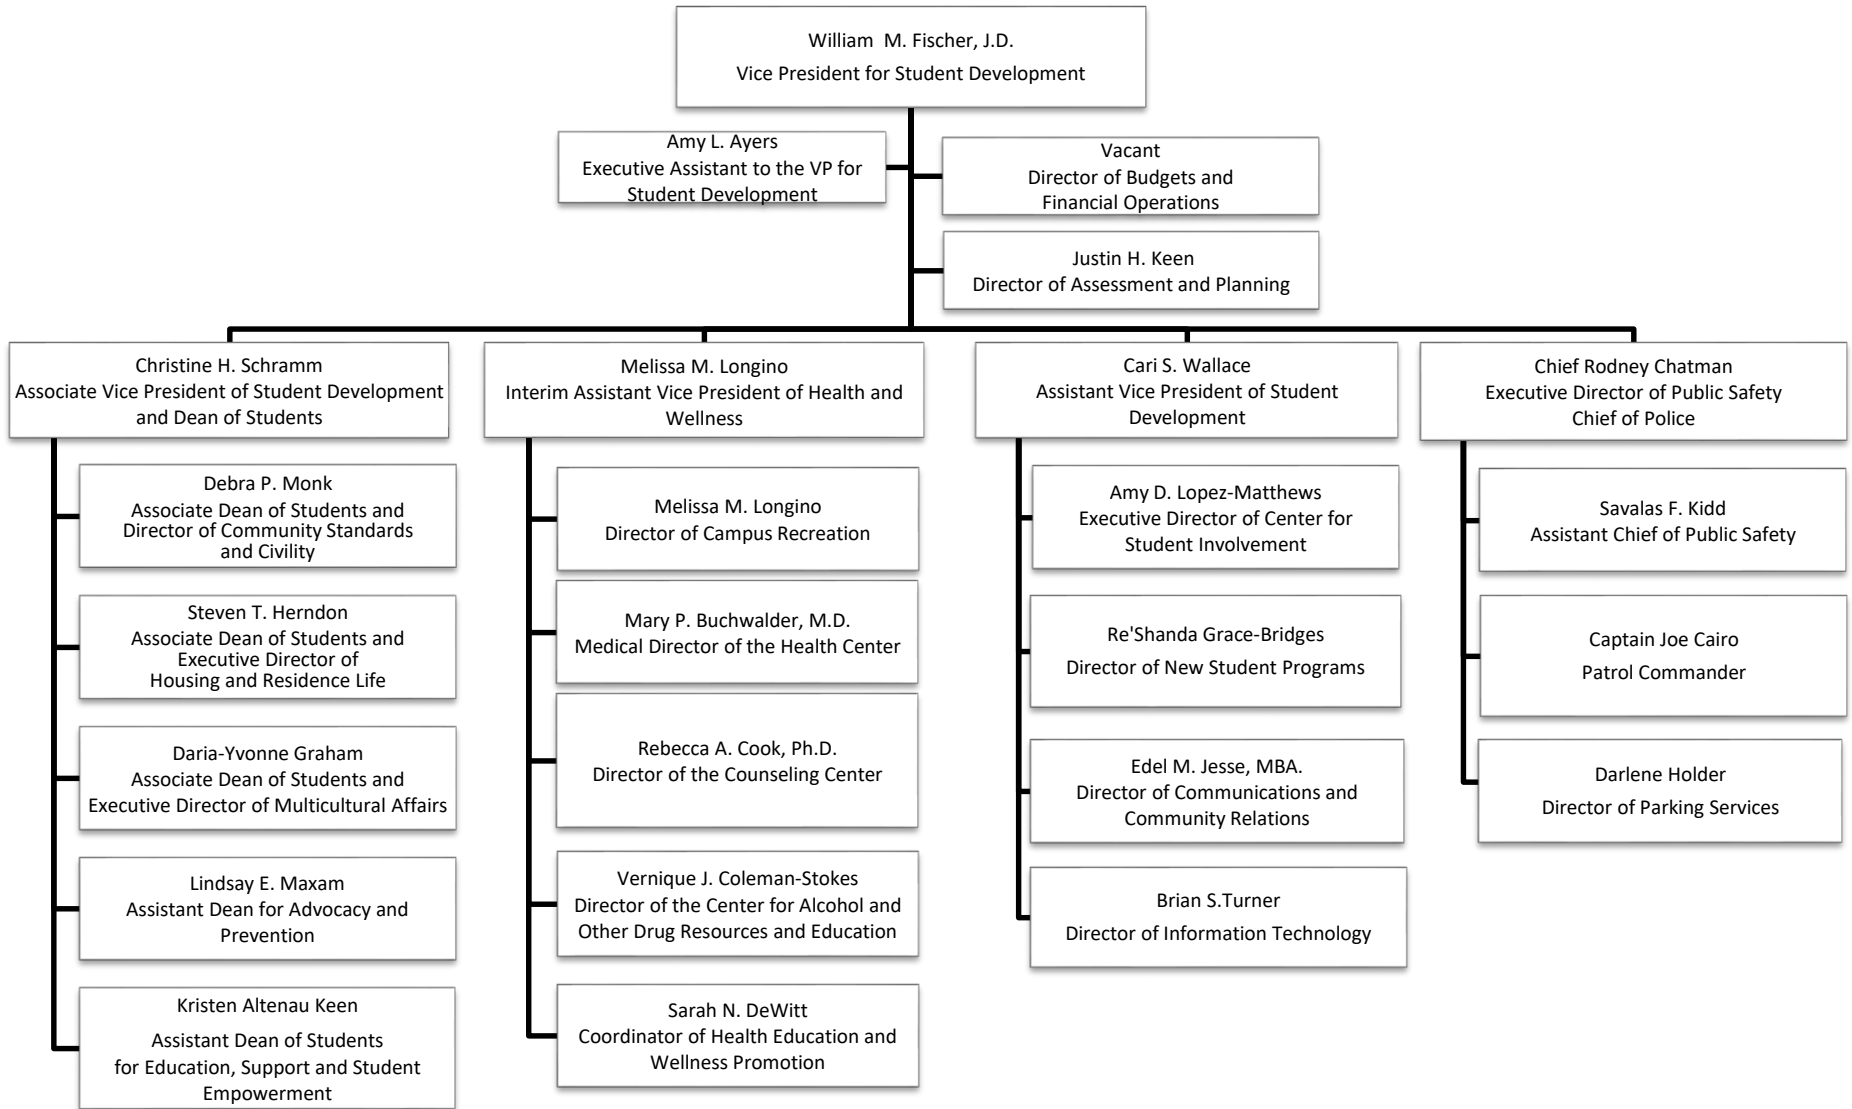 William  M. Fischer, J.D.
Vice President for Student Development
Amy L. Ayers
Executive Assistant to the VP for
Student Development
Vacant
Director of Budgets and
Financial Operations
Justin H. Keen
Director of Assessment and Planning
Christine H. Schramm
Associate Vice President of Student Development
and Dean of Students
Debra P. Monk
Associate Dean of Students and
Director of Community Standards
and Civility
Steven T. Herndon
Associate Dean of Students and
Executive Director of
Housing and Residence Life
Daria-Yvonne Graham
Associate Dean of Students and
Executive Director of Multicultural Affairs
Lindsay E. Maxam
Assistant Dean for Advocacy and
Prevention
Kristen Altenau Keen
Assistant Dean of Students
for Education, Support and Student
Empowerment
Melissa M. Longino
Interim Assistant Vice President of Health and
Wellness
Melissa M. Longino
Director of Campus Recreation
Mary P. Buchwalder, M.D.
Medical Director of the Health Center
Rebecca A. Cook, Ph.D.
Director of the Counseling Center
Vernique J. Coleman-Stokes
Director of the Center for Alcohol and
Other Drug Resources and Education
Sarah N. DeWitt
Coordinator of Health Education and
Wellness Promotion
Cari S. Wallace
Assistant Vice President of Student
Development
Amy D. Lopez-Matthews
Executive Director of Center for
Student Involvement
Re'Shanda Grace-Bridges
Director of New Student Programs
Edel M. Jesse, MBA.
Director of Communications and
Community Relations
Brian S.Turner
Director of Information Technology
Chief Rodney Chatman
Executive Director of Public Safety
Chief of Police
Savalas F. Kidd
Assistant Chief of Public Safety
Captain Joe Cairo
Patrol Commander
Darlene Holder
Director of Parking Services